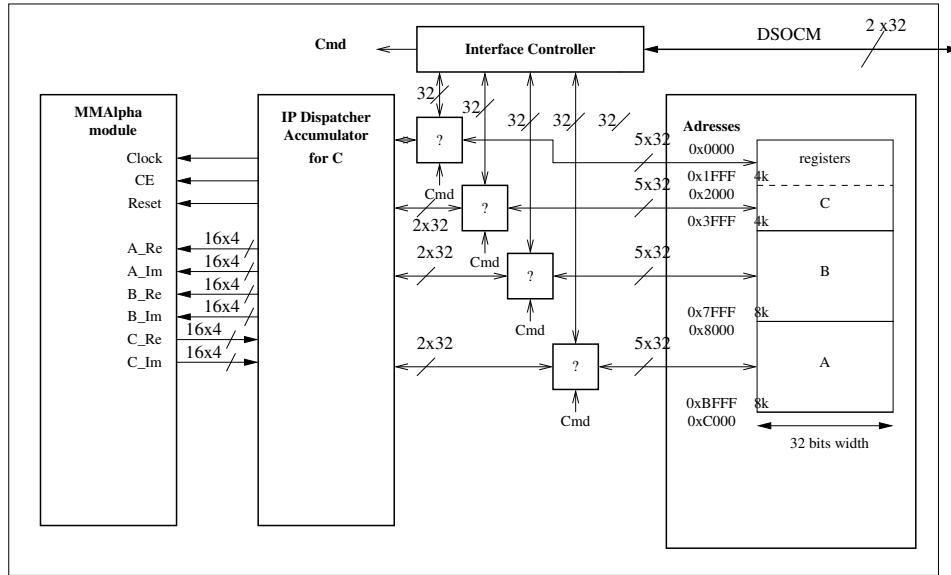 Cmd
Interface Controller
DSOCM
2 x32
MMAlpha
module
IP Dispatcher
Accumulator
for C
32
32
32
32
32
Adresses
Clock
CE
Reset
?
Cmd
5x32
0x0000
registers
0x1FFF 4k
0x2000
2x32
?
Cmd
5x32
C
0x3FFF 4k
A_Re
16x4
A_Im
16x4
B_Re
16x4
B_Im
16x4
C_Re
16x4
C_Im
16x4
2x32
?
Cmd
5x32
B
0x7FFF 8k
0x8000
2x32
?
Cmd
5x32
A
0xBFFF 8k
0xC000
32 bits width